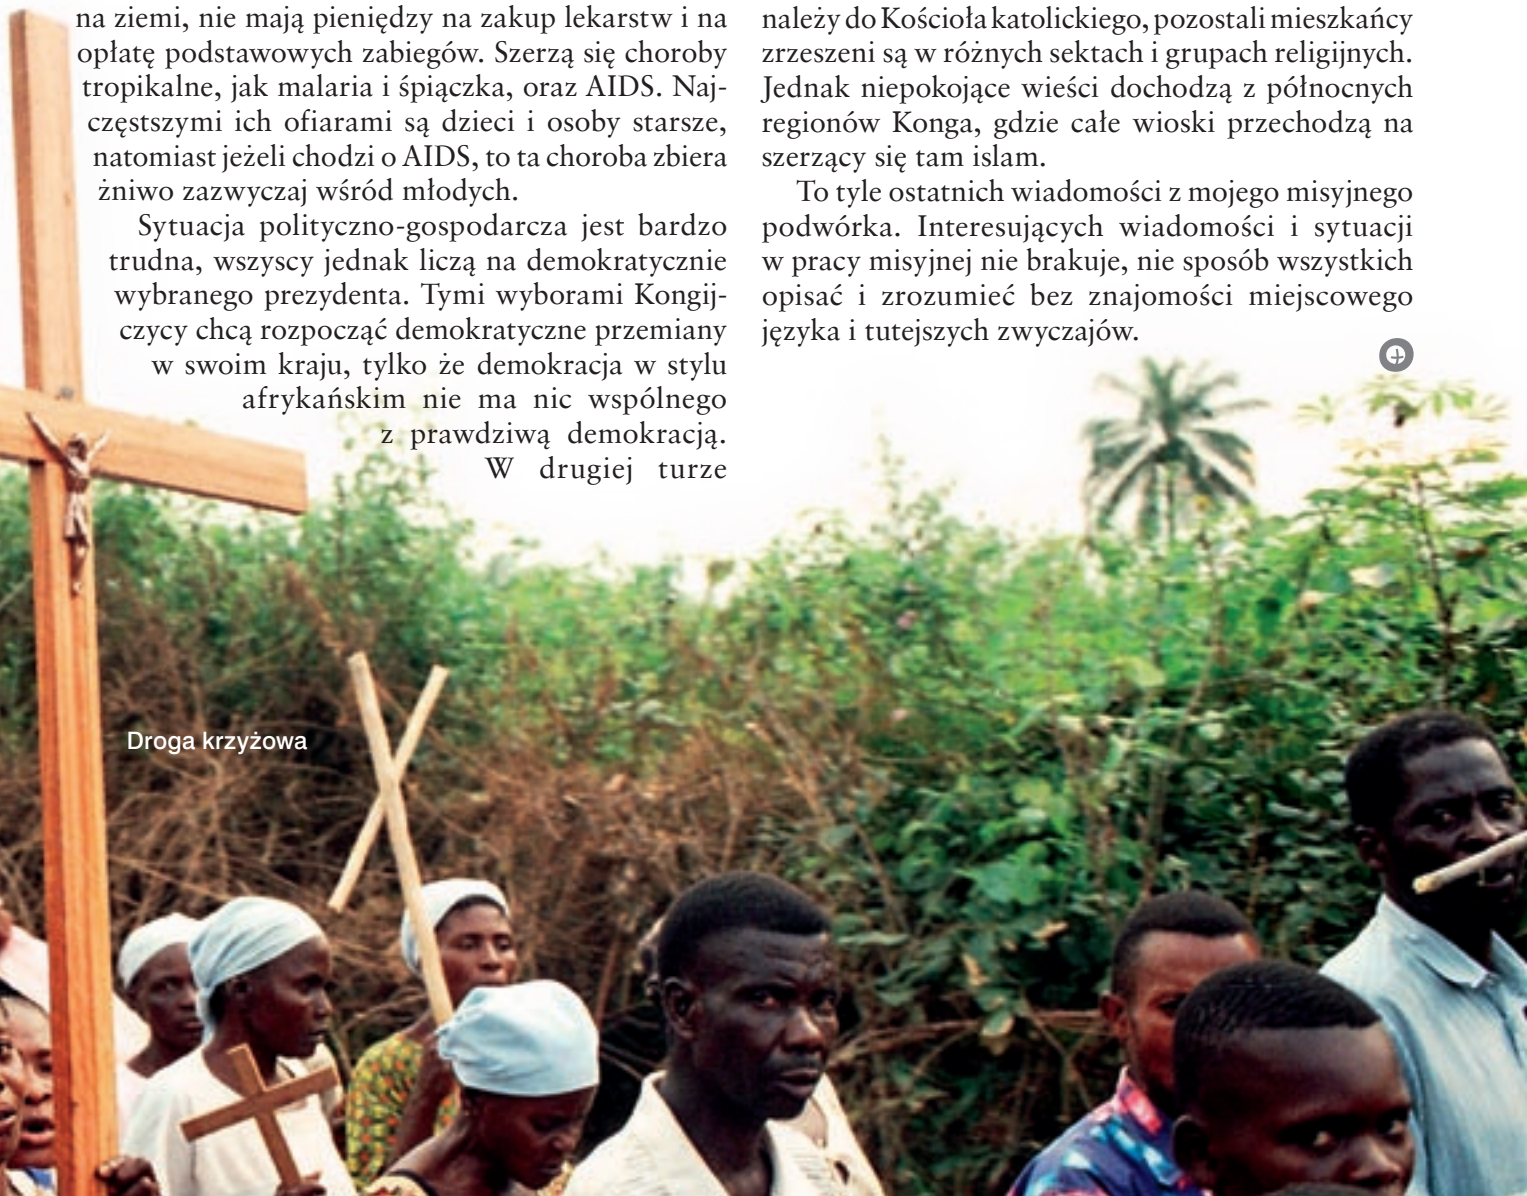 na ziemi, nie mają pieniędzy na zakup lekarstw i na
opłatę podstawowych zabiegów. Szerzą się choroby
tropikalne, jak malaria i śpiączka, oraz AIDS. Naj-
częstszymi ich ofiarami są dzieci i osoby starsze,
natomiast jeżeli chodzi o AIDS, to ta choroba zbiera
żniwo zazwyczaj wśród młodych.
Sytuacja polityczno-gospodarcza jest bardzo
trudna, wszyscy jednak liczą na demokratycznie
wybranego prezydenta. Tymi wyborami Kongij-
czycy chcą rozpocząć demokratyczne przemiany
w swoim kraju, tylko że demokracja w stylu
afrykańskim nie ma nic wspólnego
z prawdziwą demokracją.
W drugiej turze
należy do Kościoła katolickiego, pozostali mieszkańcy
zrzeszeni są w różnych sektach i grupach religijnych.
Jednak niepokojące wieści dochodzą z północnych
regionów Konga, gdzie całe wioski przechodzą na
szerzący się tam islam.
To tyle ostatnich wiadomości z mojego misyjnego
podwórka. Interesujących wiadomości i sytuacji
w pracy misyjnej nie brakuje, nie sposób wszystkich
opisać i zrozumieć bez znajomości miejscowego
języka i tutejszych zwyczajów.
Droga krzyżowa